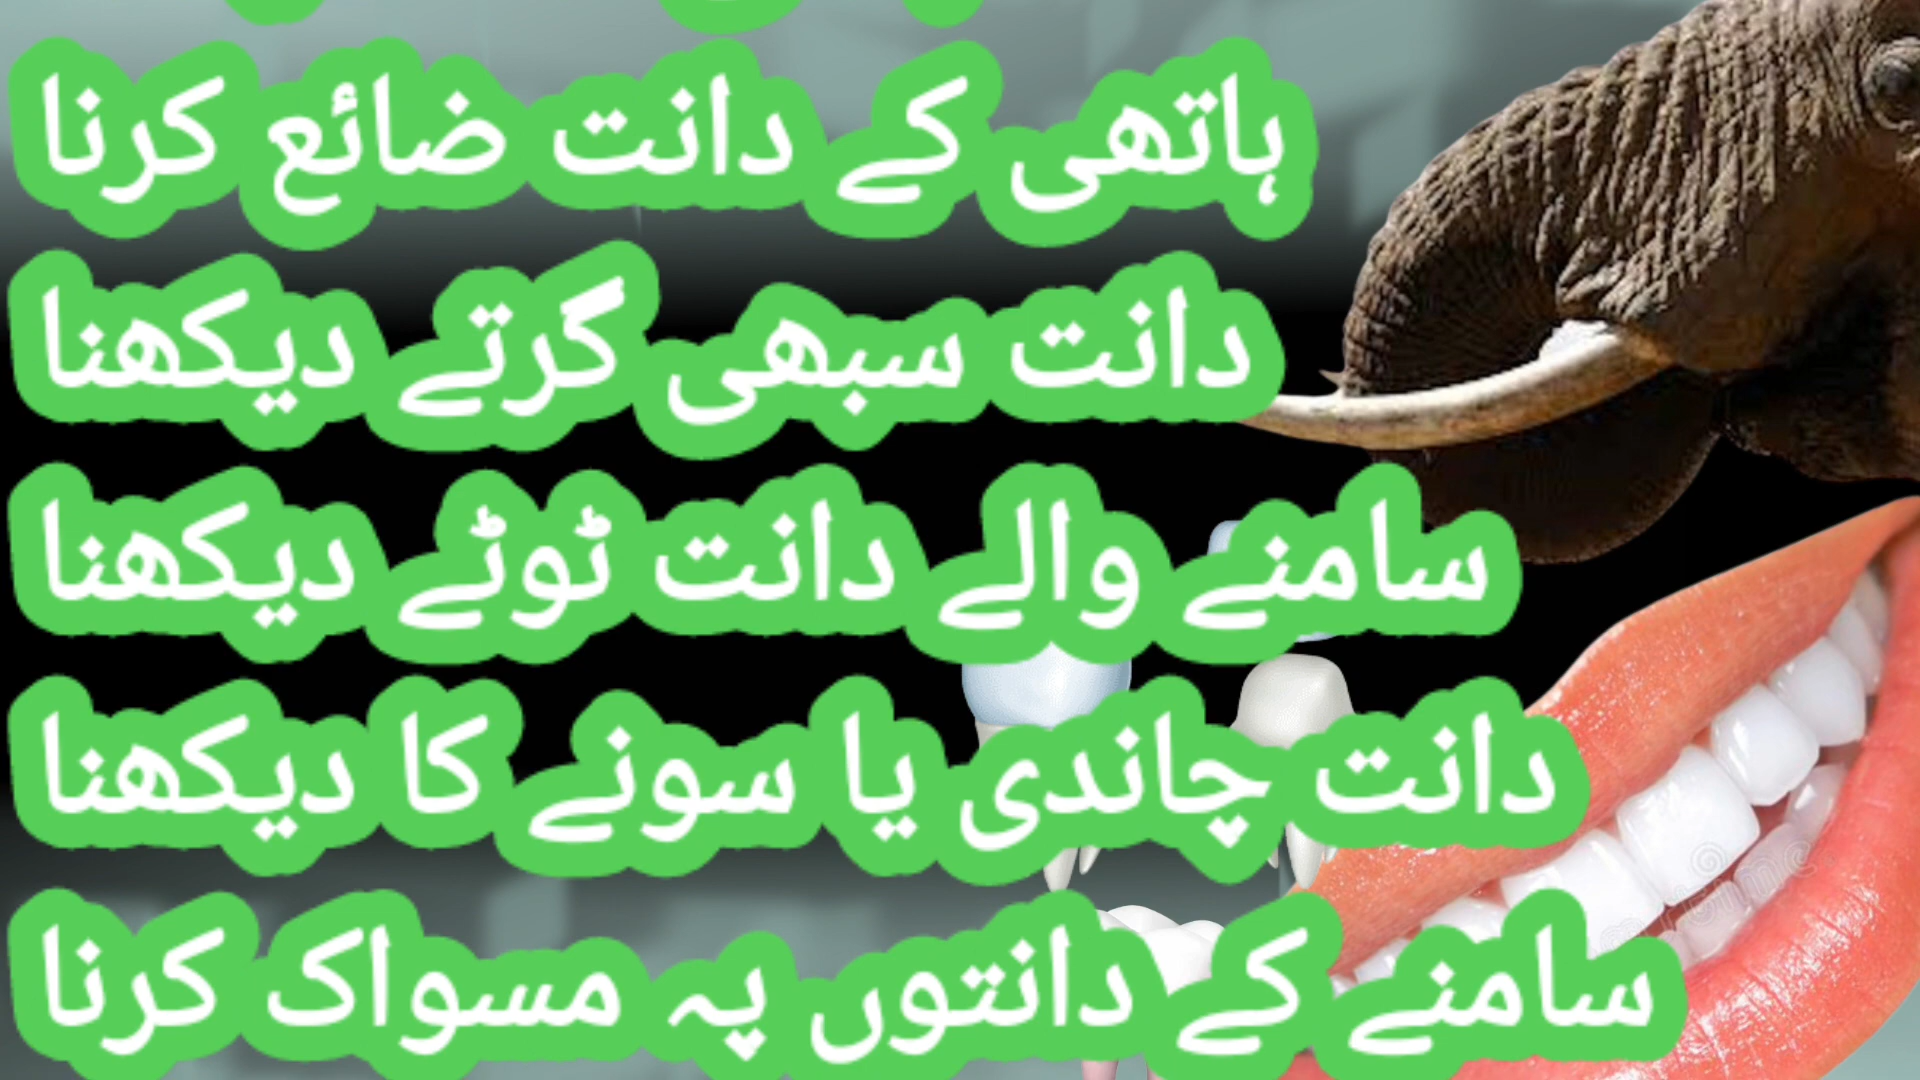 ہاتھی کے دانت ضائع کرنا
دانت سبھی گرتے دیکھنا
سامنے والے دانت ٹوٹے دیکھنا
دانت چاندی یا سونے کا دیکھنا
سامنے کے دانتوں پہ مسواک کرنا